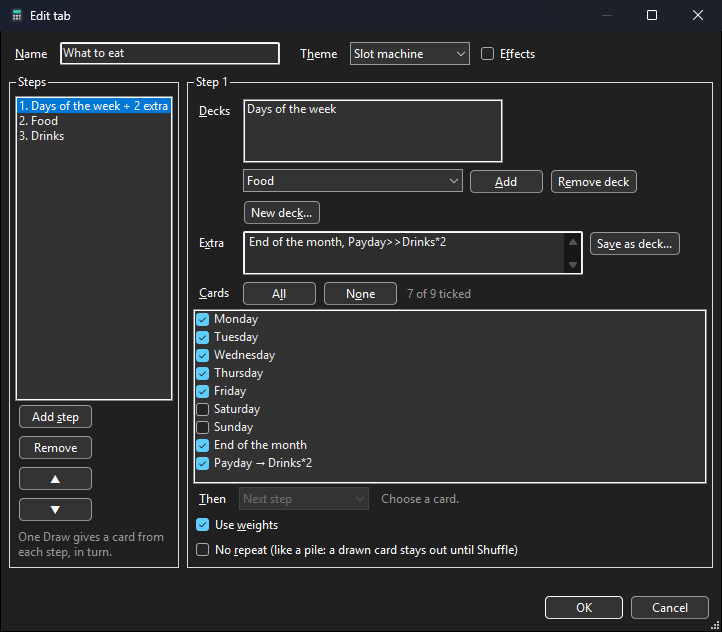 Edit tab
Name What to eat Theme Slot machine Effects
Steps
1. Days of the week + 2 extra
2. Food
3. Drinks
Add step
Remove
▲
▼
One Draw gives a card from
each step, in turn.
Step 1
Decks Days of the week
Food Add Remove deck
New deck...
Extra End of the month, Payday>>Drinks*2 Save as deck...
Cards All None 7 of 9 ticked
Monday
Tuesday
Wednesday
Thursday
Friday
Saturday
Sunday
End of the month
Payday → Drinks*2
Then Next step Choose a card.
Use weights
No repeat (like a pile: a drawn card stays out until Shuffle)
OK Cancel